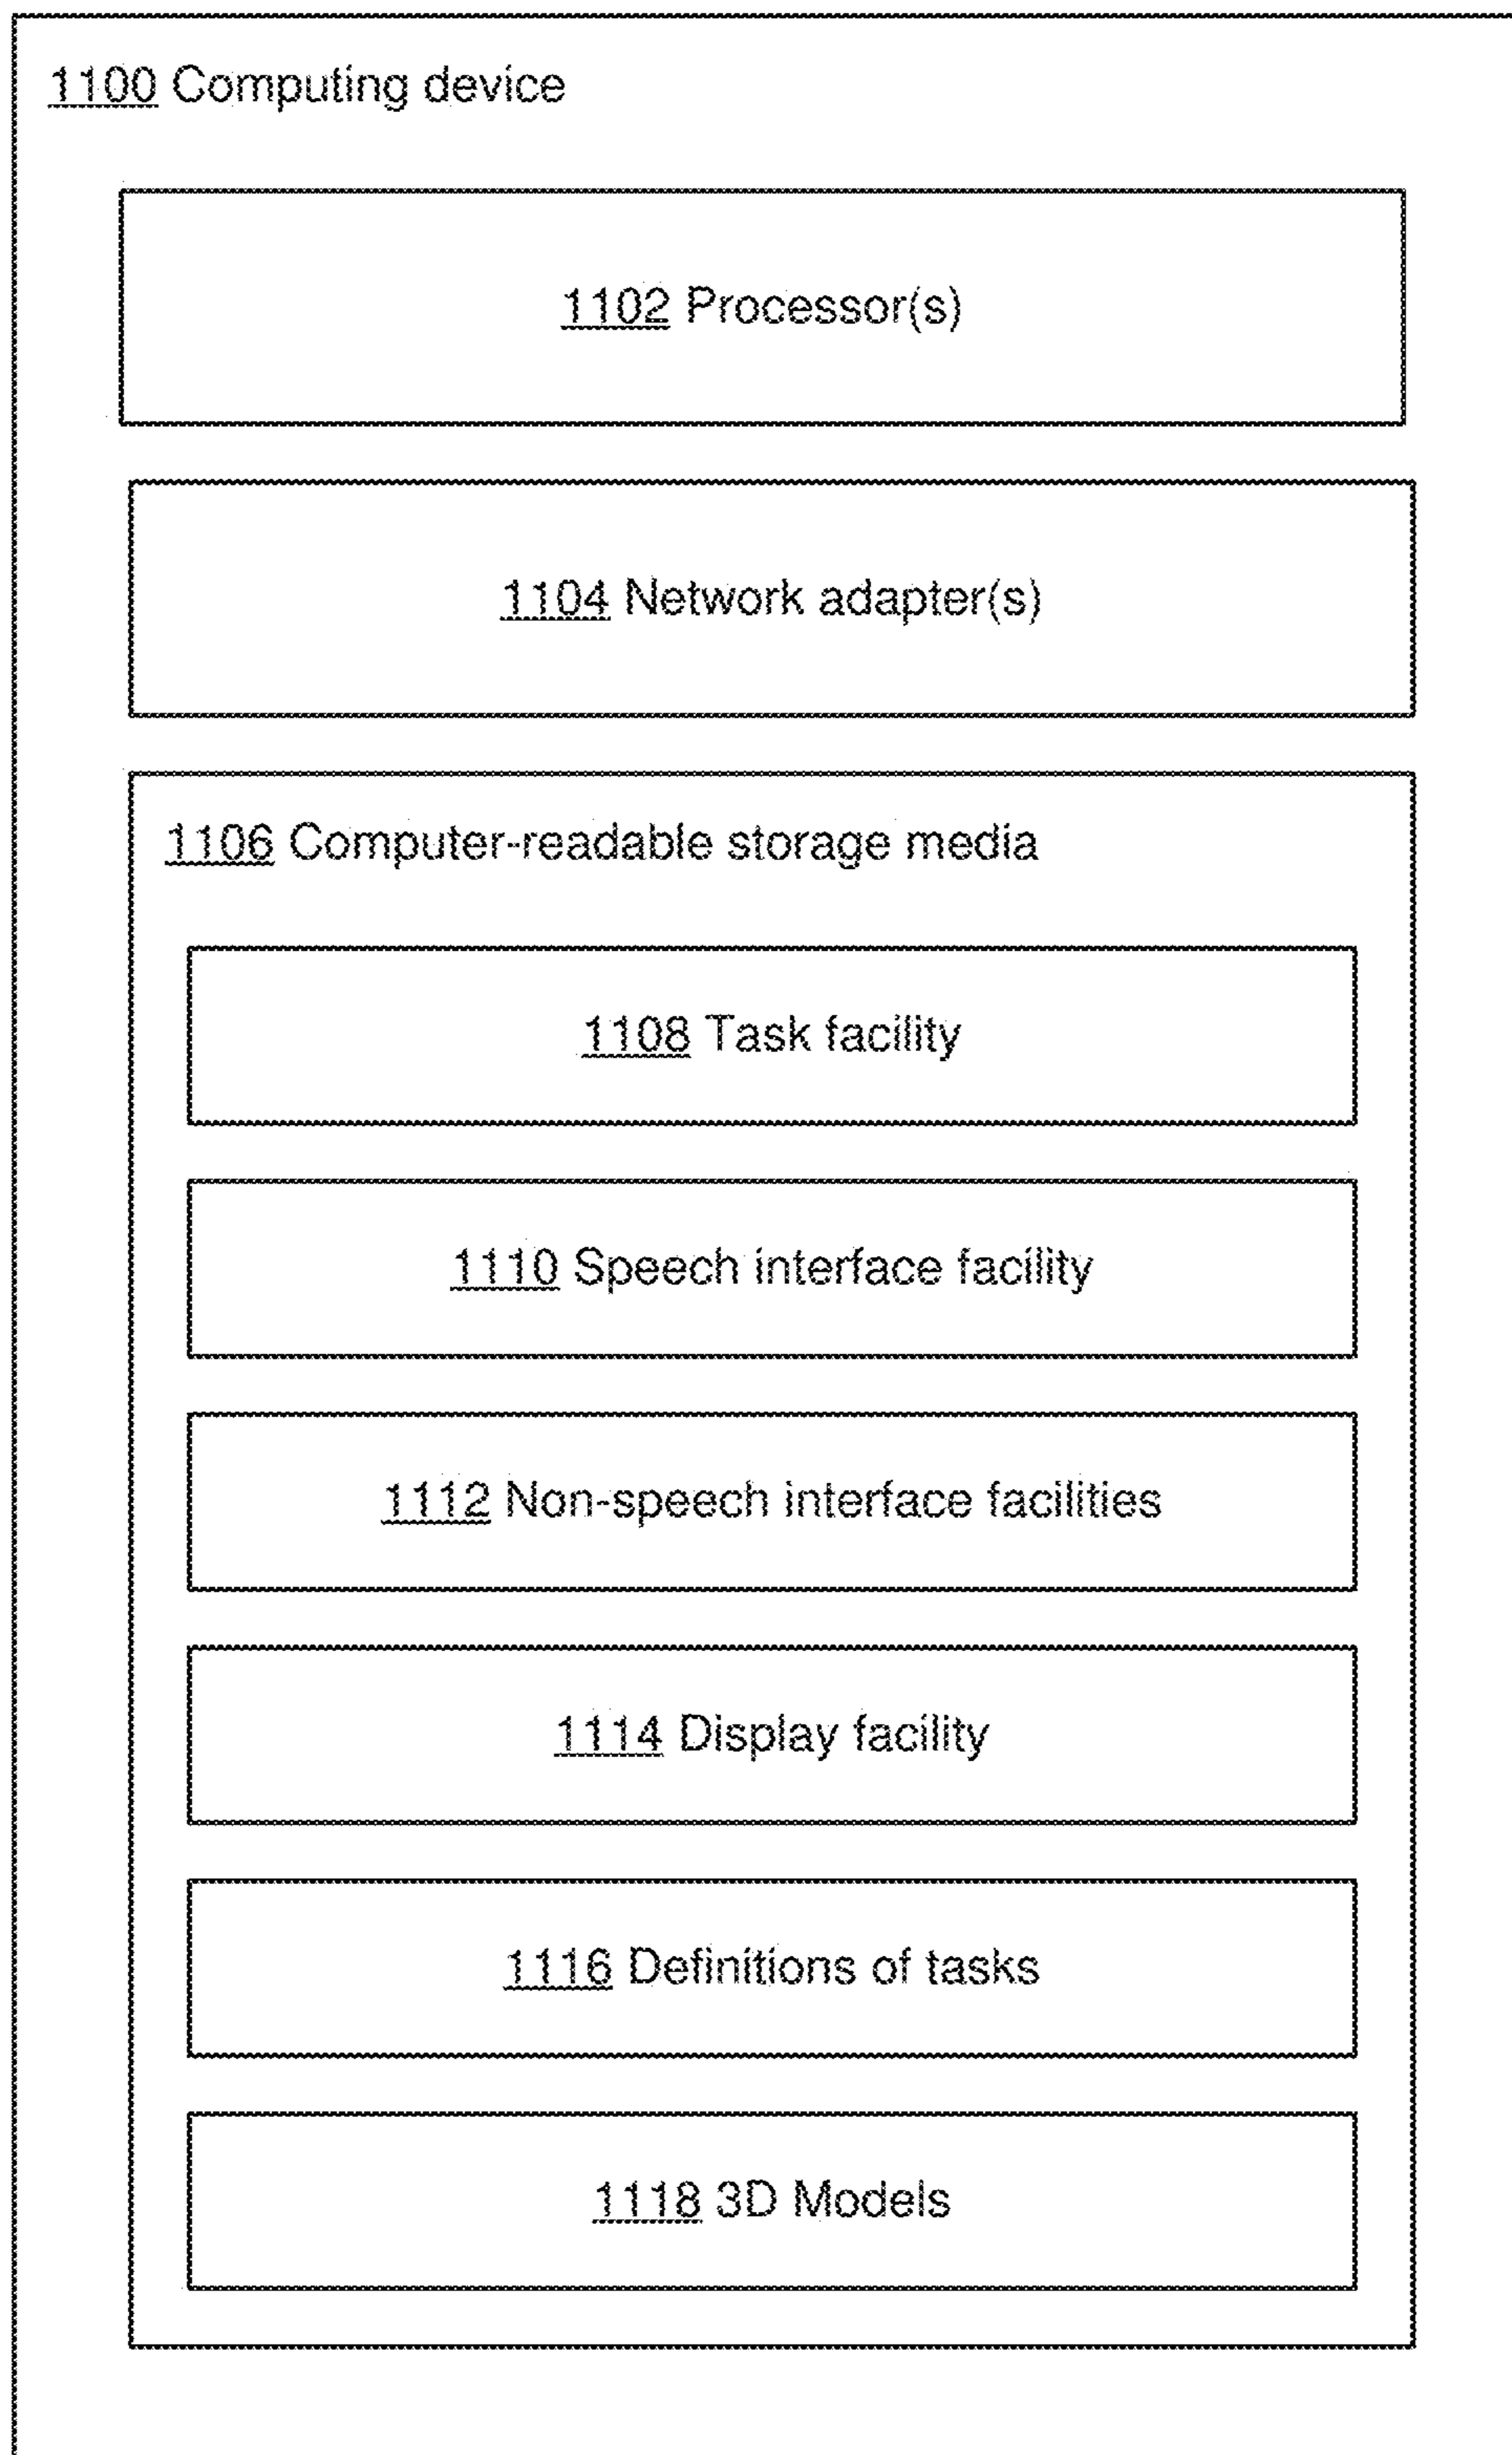 1100 Computing device
1102 Processor(s)
1104 Network adapter(s)
1106 Computer-readable storage media
1108 Task facility
1110 Speech interface facility
1112 Non-speech interface facilities
1114 Display facility
1116 Definitions of tasks
1118 3D Models